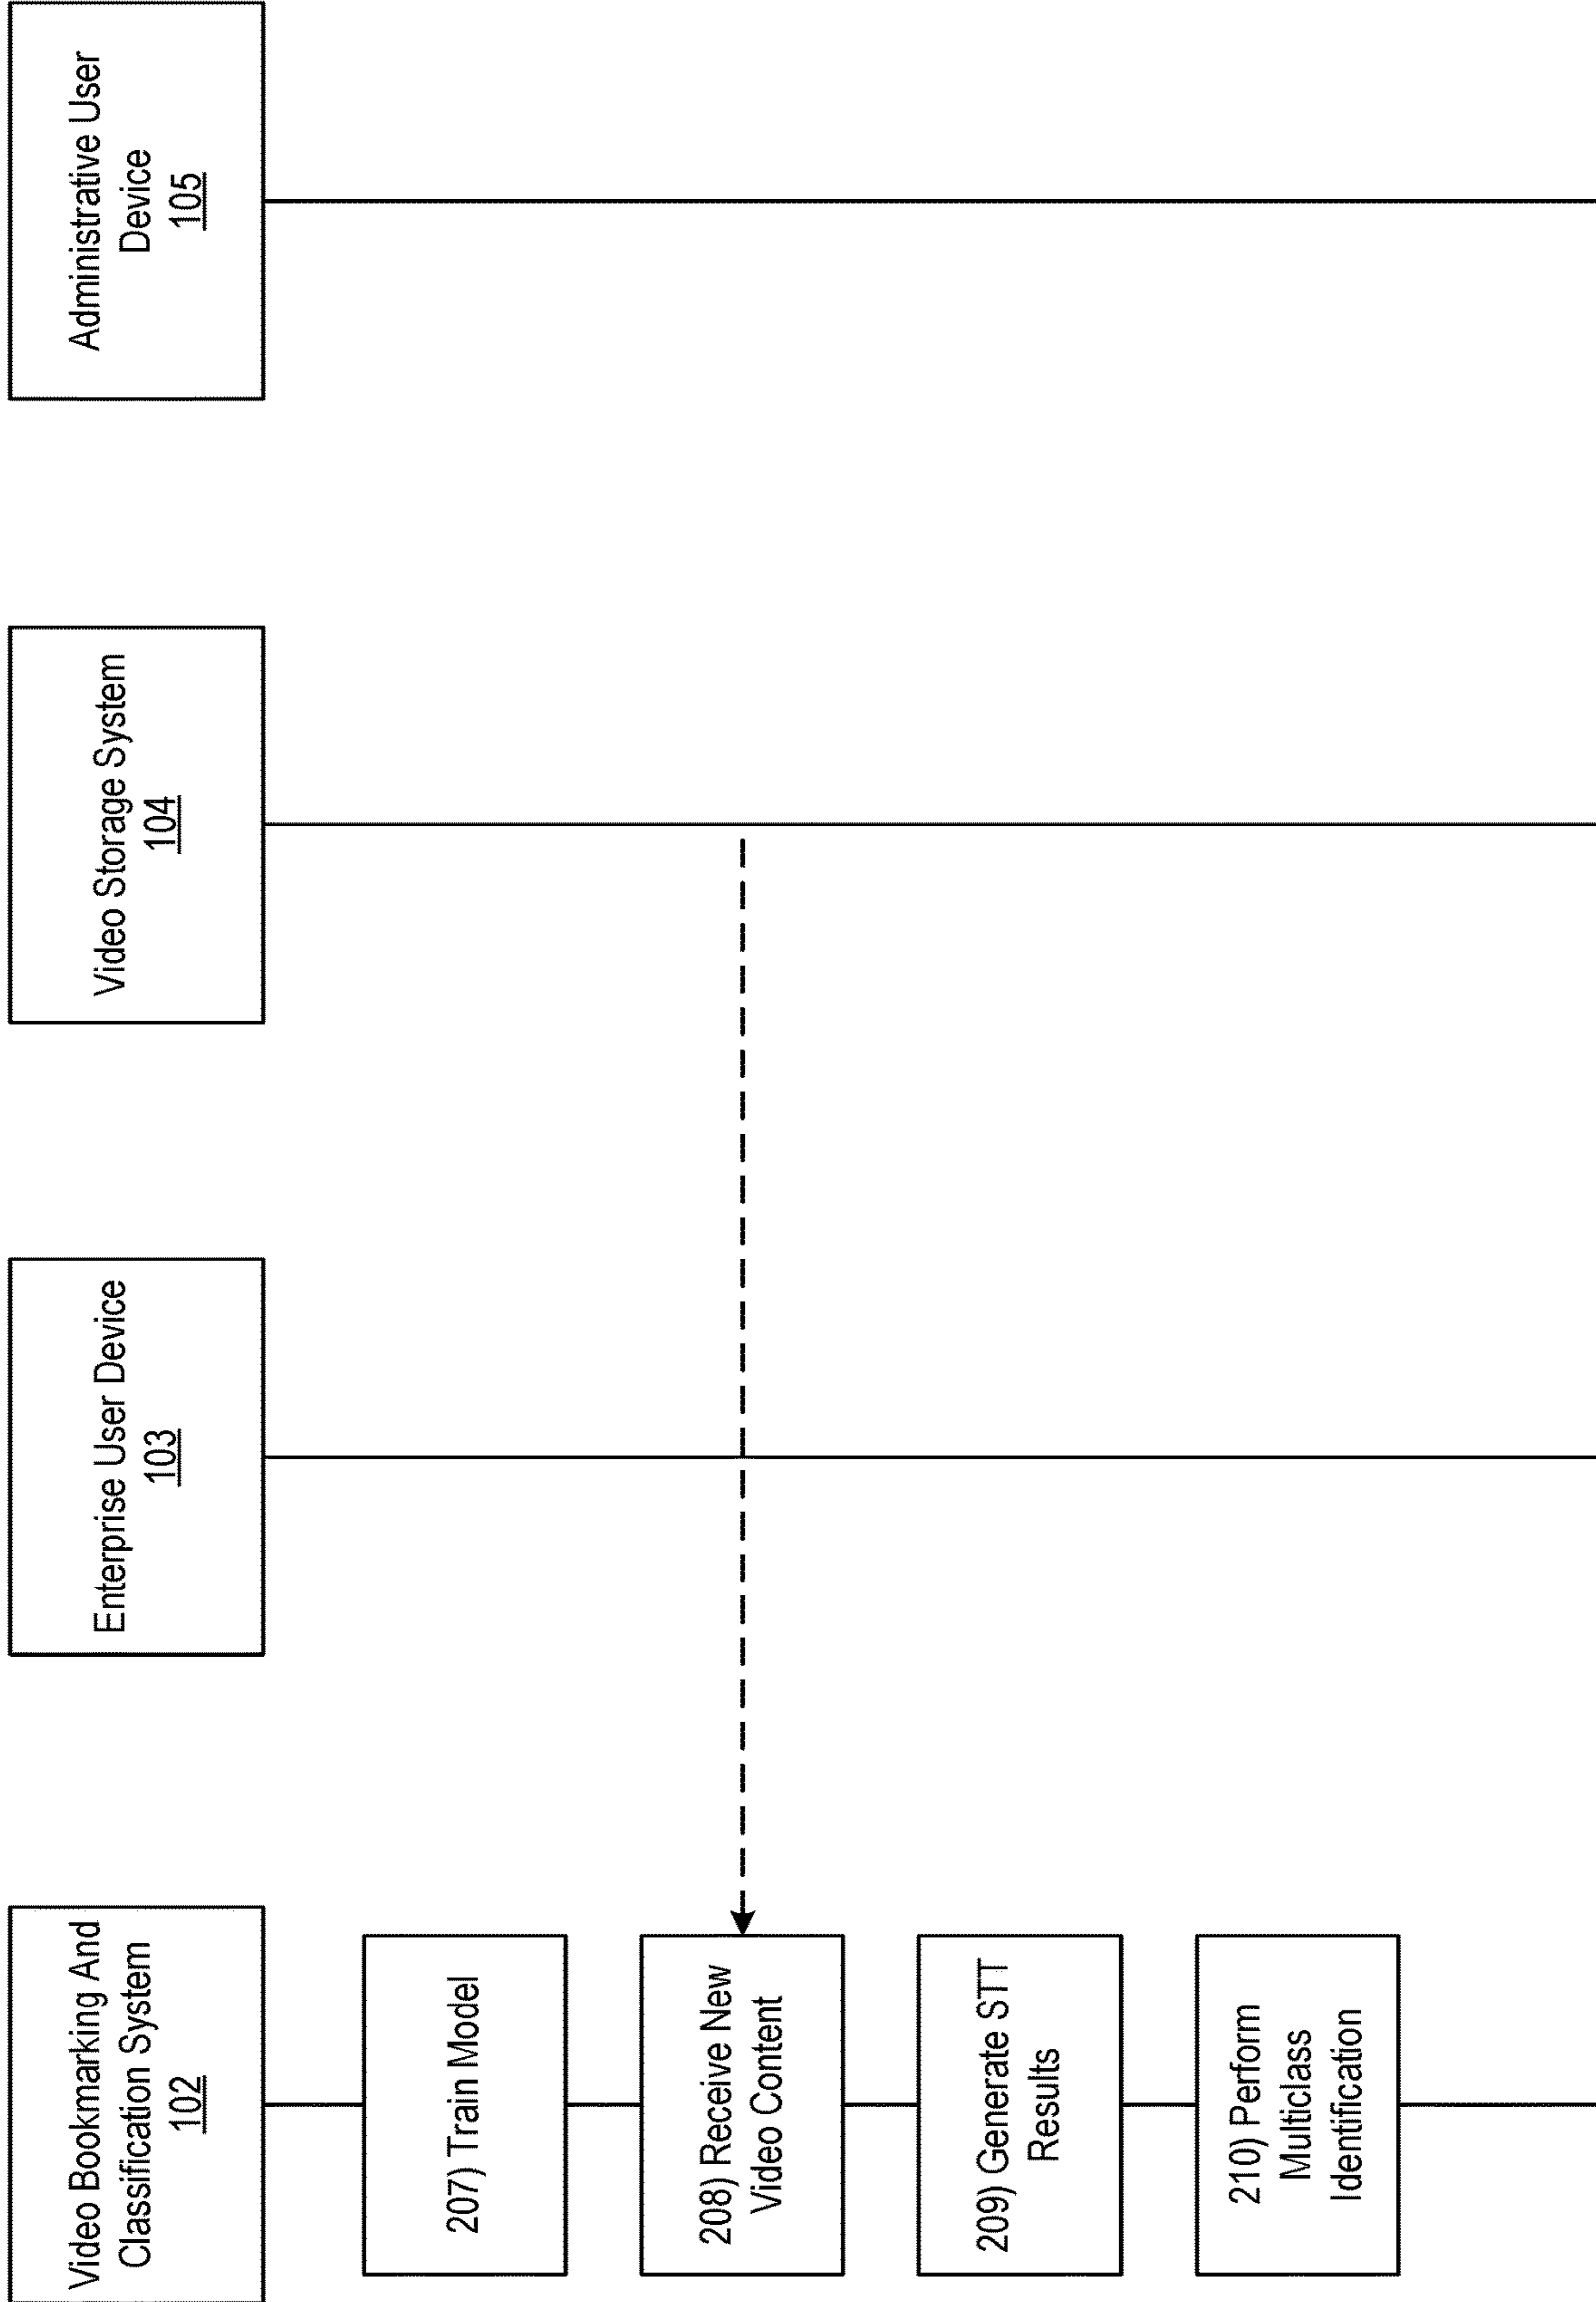 Video Bookmarking And
Classification System
102
Enterprise User Device
103
Video Storage System
104
Administrative User
Device
105
207) Train Model
208) Receive New
Video Content
209) Generate STT
Results
210) Perform
Multiclass
Identification